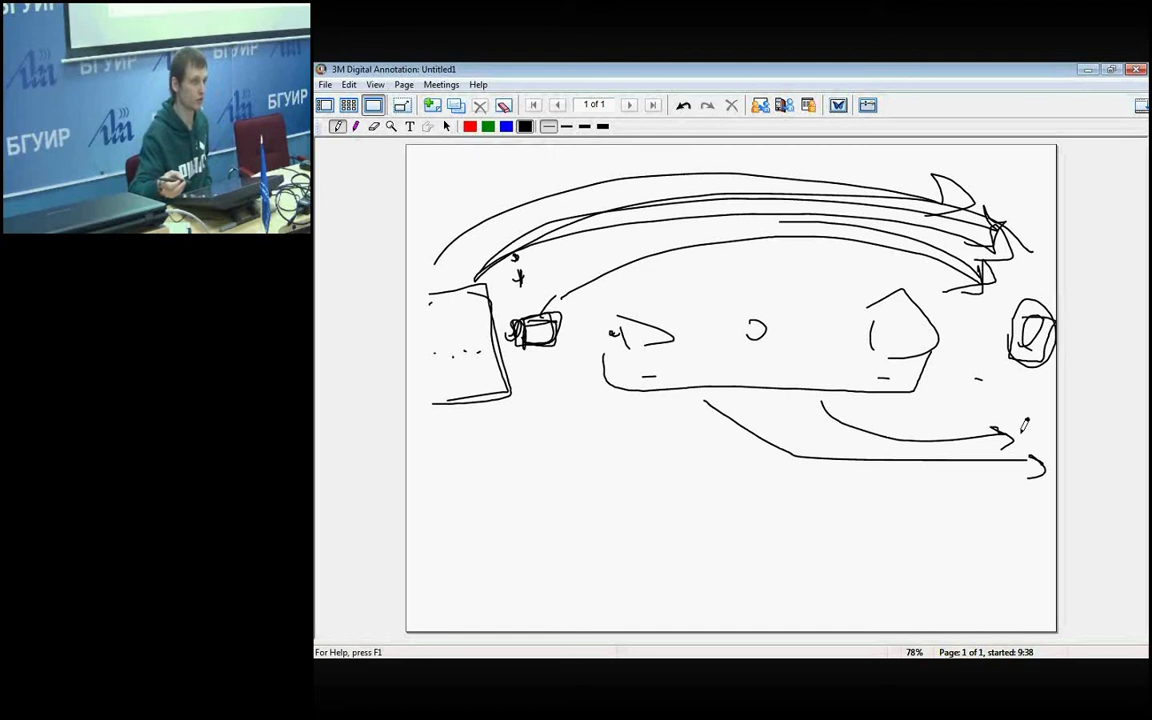 БГУИР
БГУИР
БГУИР
БГУИР
3M Digital Annotation: Untitled1
File Edit View Page Meetings Help
1 of 1
T
For Help, press F1
78%
Page: 1 of 1, started: 9:38